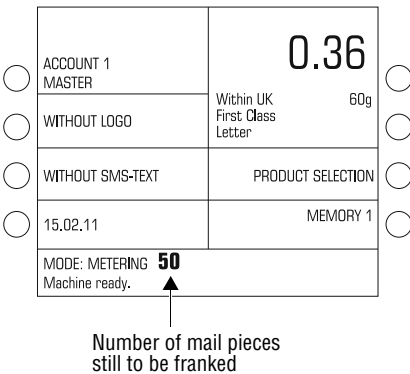 ACCOUNT 1
MASTER
0.36
Within UK 60g
First Class
Letter
WITHOUT LOGO
WITHOUT SMS-TEXT
PRODUCT SELECTION
15.02.11
MEMORY 1
MODE: METERING 50
Machine ready.
Number of mail pieces
still to be franked